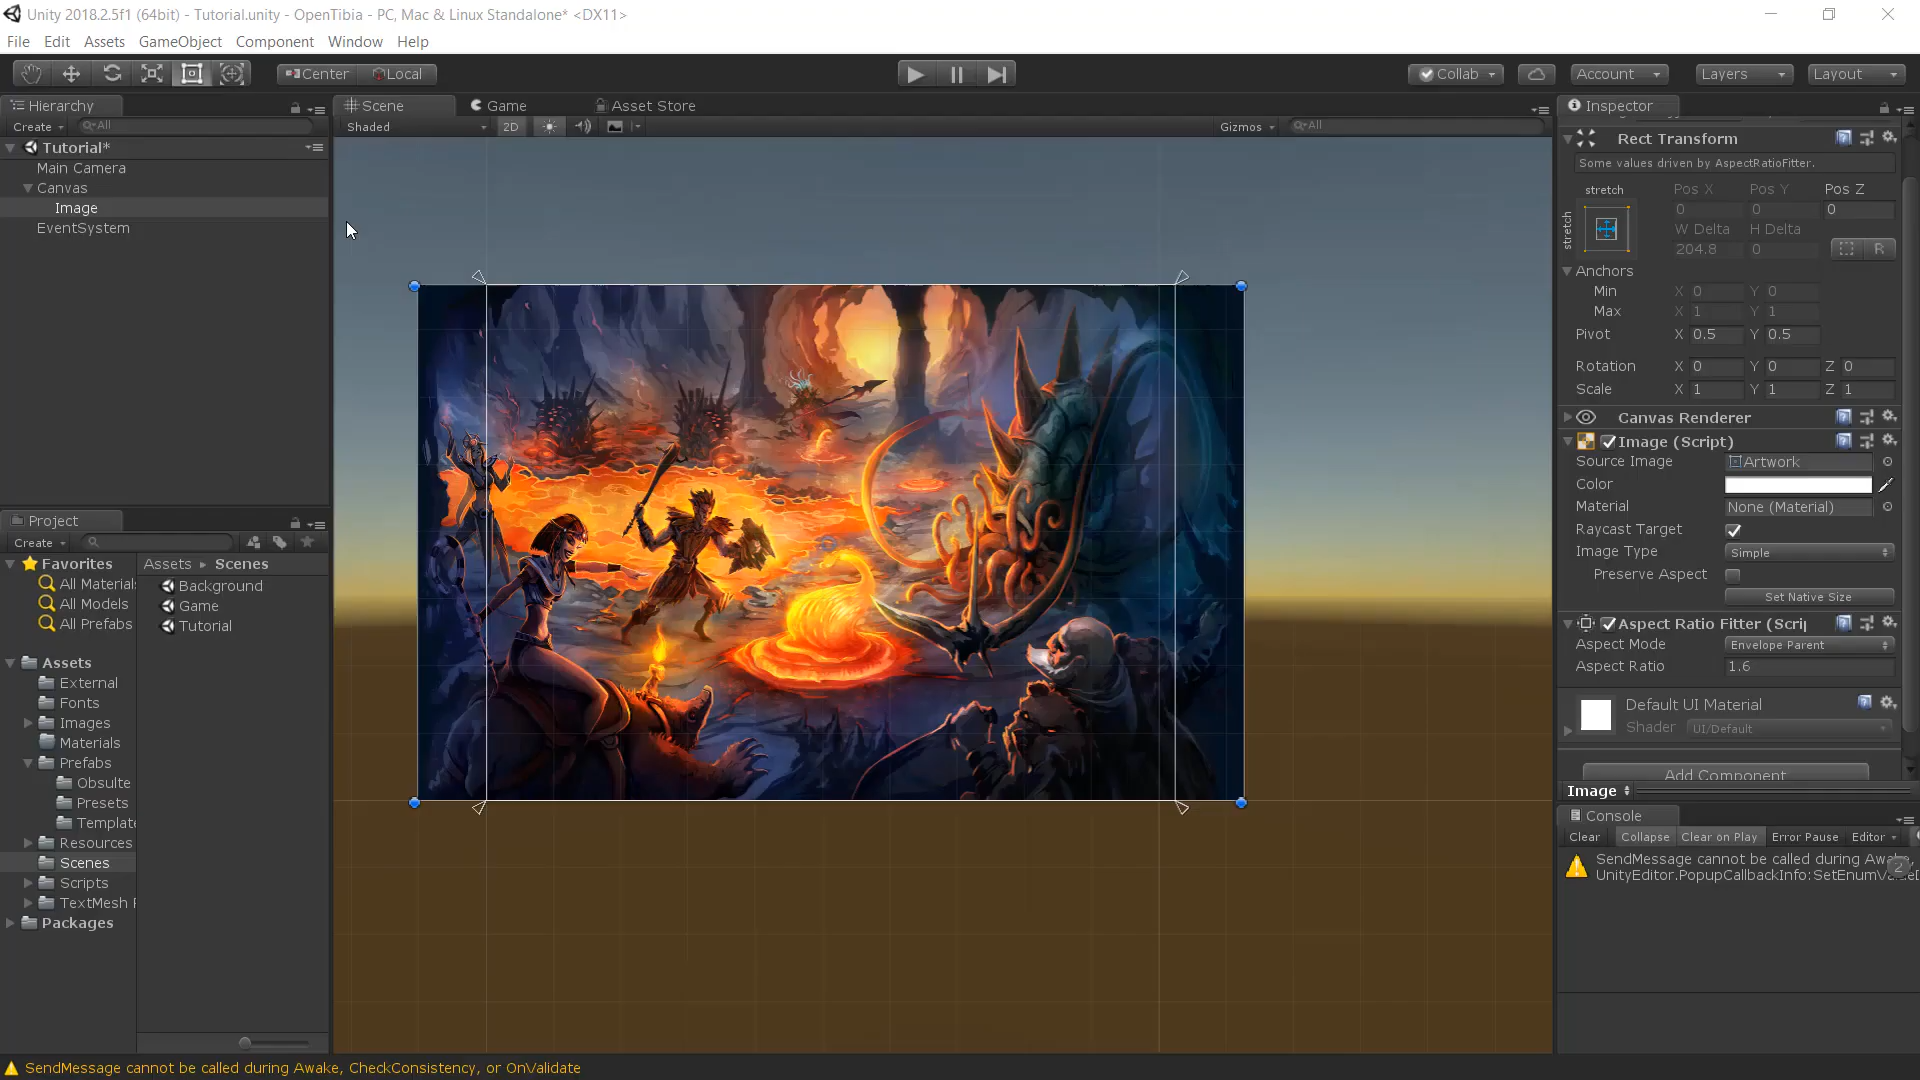 Unity 2018.2.5f1 (64bit) - Tutorial.unity - OpenTibia - PC, Mac & Linux Standalone* <DX11>
File Edit Assets GameObject Component Window Help
Center Local Collab Account Layers Layout
Hierarchy
Create All
Tutorial*
Main Camera
Canvas
Image
EventSystem
Scene Game Asset Store
Shaded 2D Gizmos All
Project
Create
Favorites
All Materials
All Models
All Prefabs
Assets
External
Fonts
Images
Materials
Prefabs
Obsulte
Presets
Template
Resources
Scenes
Scripts
TextMesh P
Packages
Assets ▸ Scenes
Background
Game
Tutorial
Inspector
Rect Transform
Some values driven by AspectRatioFitter.
stretch Pos X Pos Y Pos Z
stretch 0 0 0
W Delta H Delta
204.8 0 R
Anchors
Min X 0 Y 0
Max X 1 Y 1
Pivot X 0.5 Y 0.5
Rotation X 0 Y 0 Z 0
Scale X 1 Y 1 Z 1
Canvas Renderer
Image (Script)
Source Image Artwork
Color
Material None (Material)
Raycast Target
Image Type Simple
Preserve Aspect
Set Native Size
Aspect Ratio Fitter (Scrip
Aspect Mode Envelope Parent
Aspect Ratio 1.6
Default UI Material
Shader UI/Default
Add Component
Image
Console
Clear Collapse Clear on Play Error Pause Editor
SendMessage cannot be called during Awake, 2
UnityEditor.PopupCallbackInfo:SetEnumValueD
SendMessage cannot be called during Awake, CheckConsistency, or OnValidate